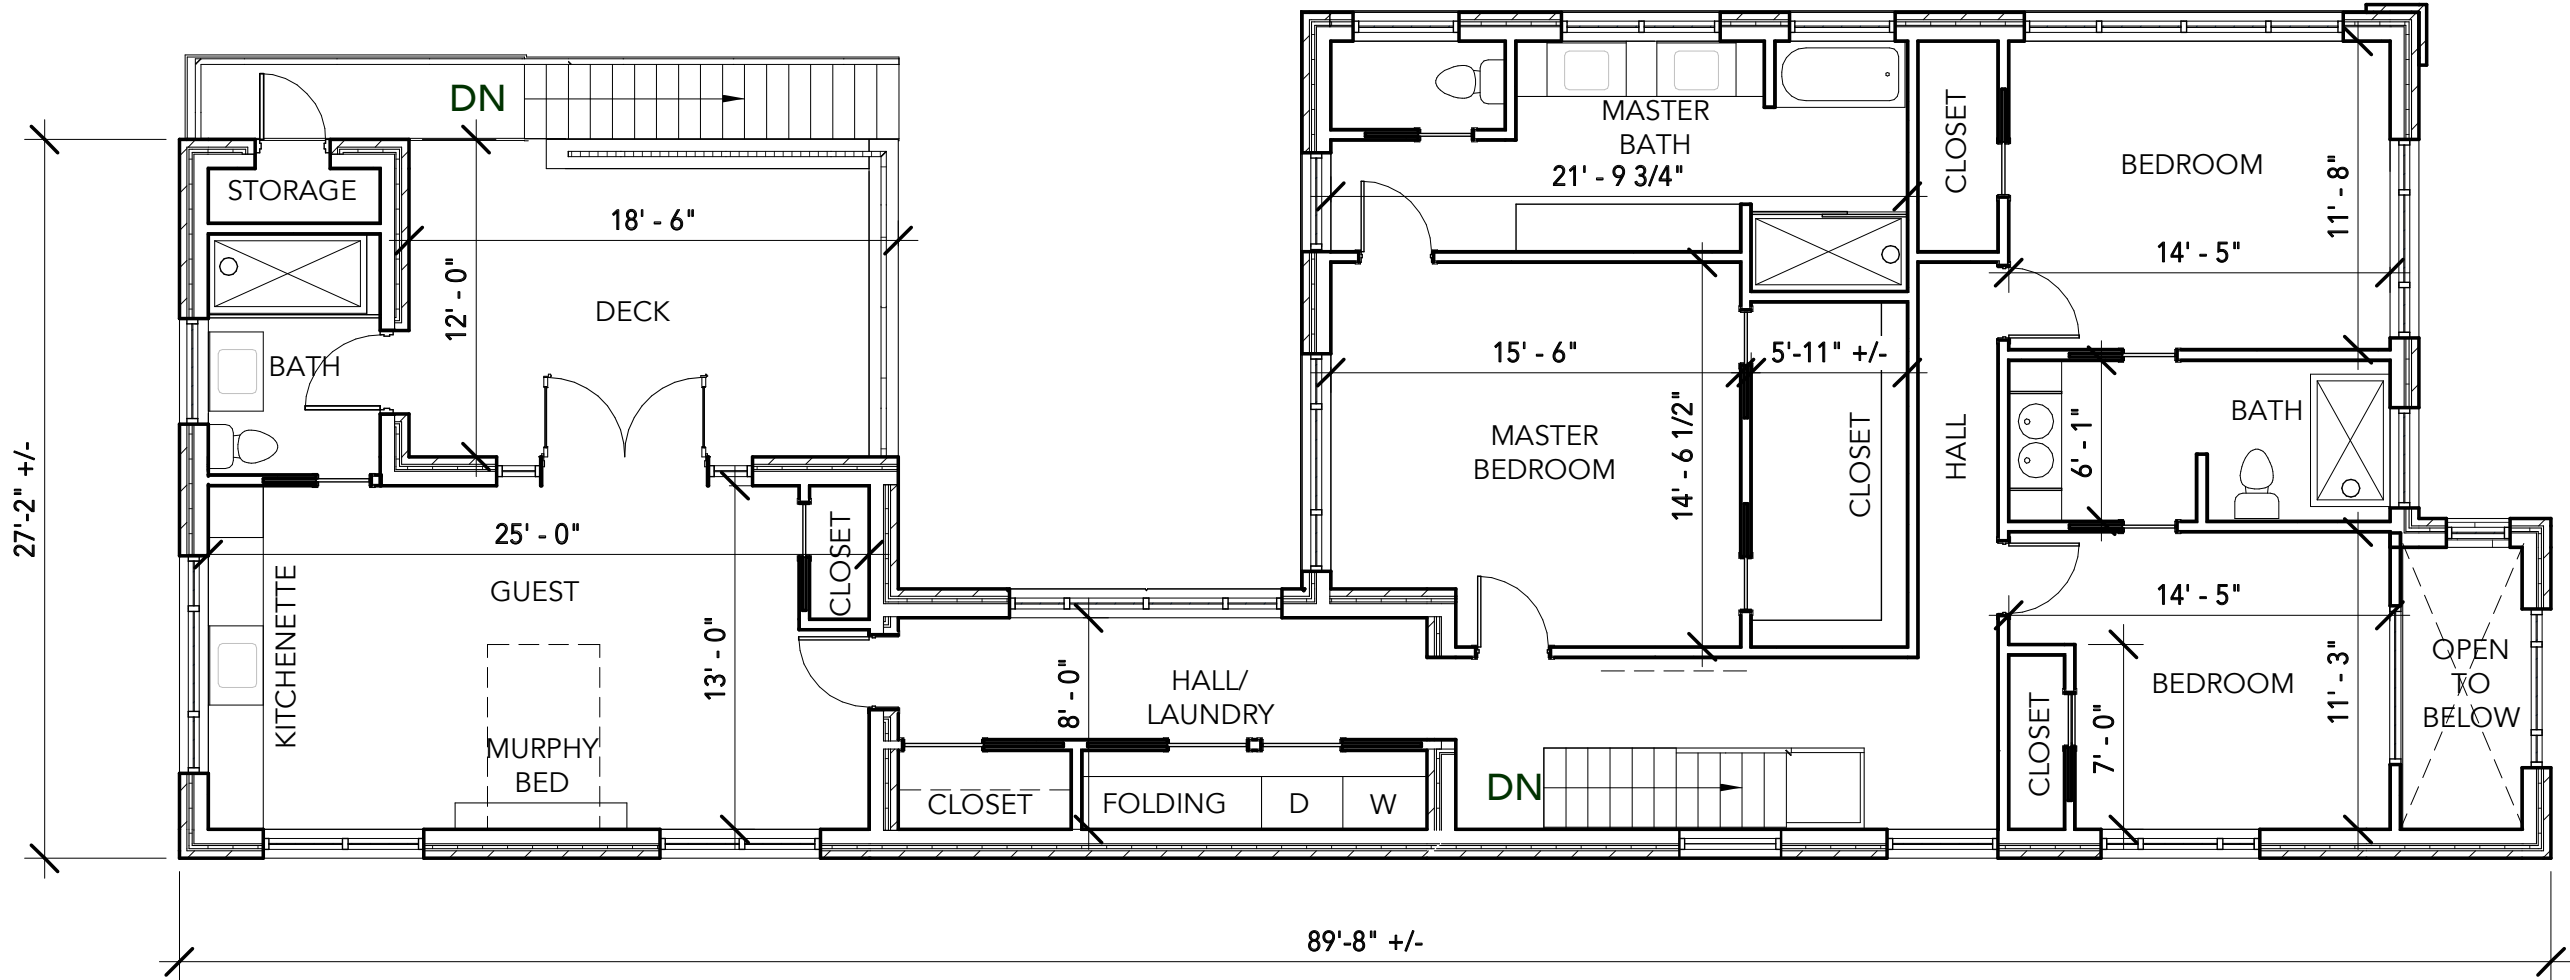 DN
STORAGE
18' - 6"
12' - 0"
DECK
BATH
27'-2" +/-
25' - 0"
GUEST
KITCHENETTE
CLOSET
13' - 0"
MURPHY
BED
8' - 0"
HALL/
LAUNDRY
CLOSET
FOLDING
D
W
DN
MASTER
BATH
21' - 9 3/4"
CLOSET
BEDROOM
11' - 8"
14' - 5"
15' - 6"
5'-11" +/-
MASTER
BEDROOM
14' - 6 1/2"
CLOSET
HALL
6' - 1"
BATH
14' - 5"
BEDROOM
11' - 3"
CLOSET
7' - 0"
OPEN
TO
BELOW
89'-8" +/-